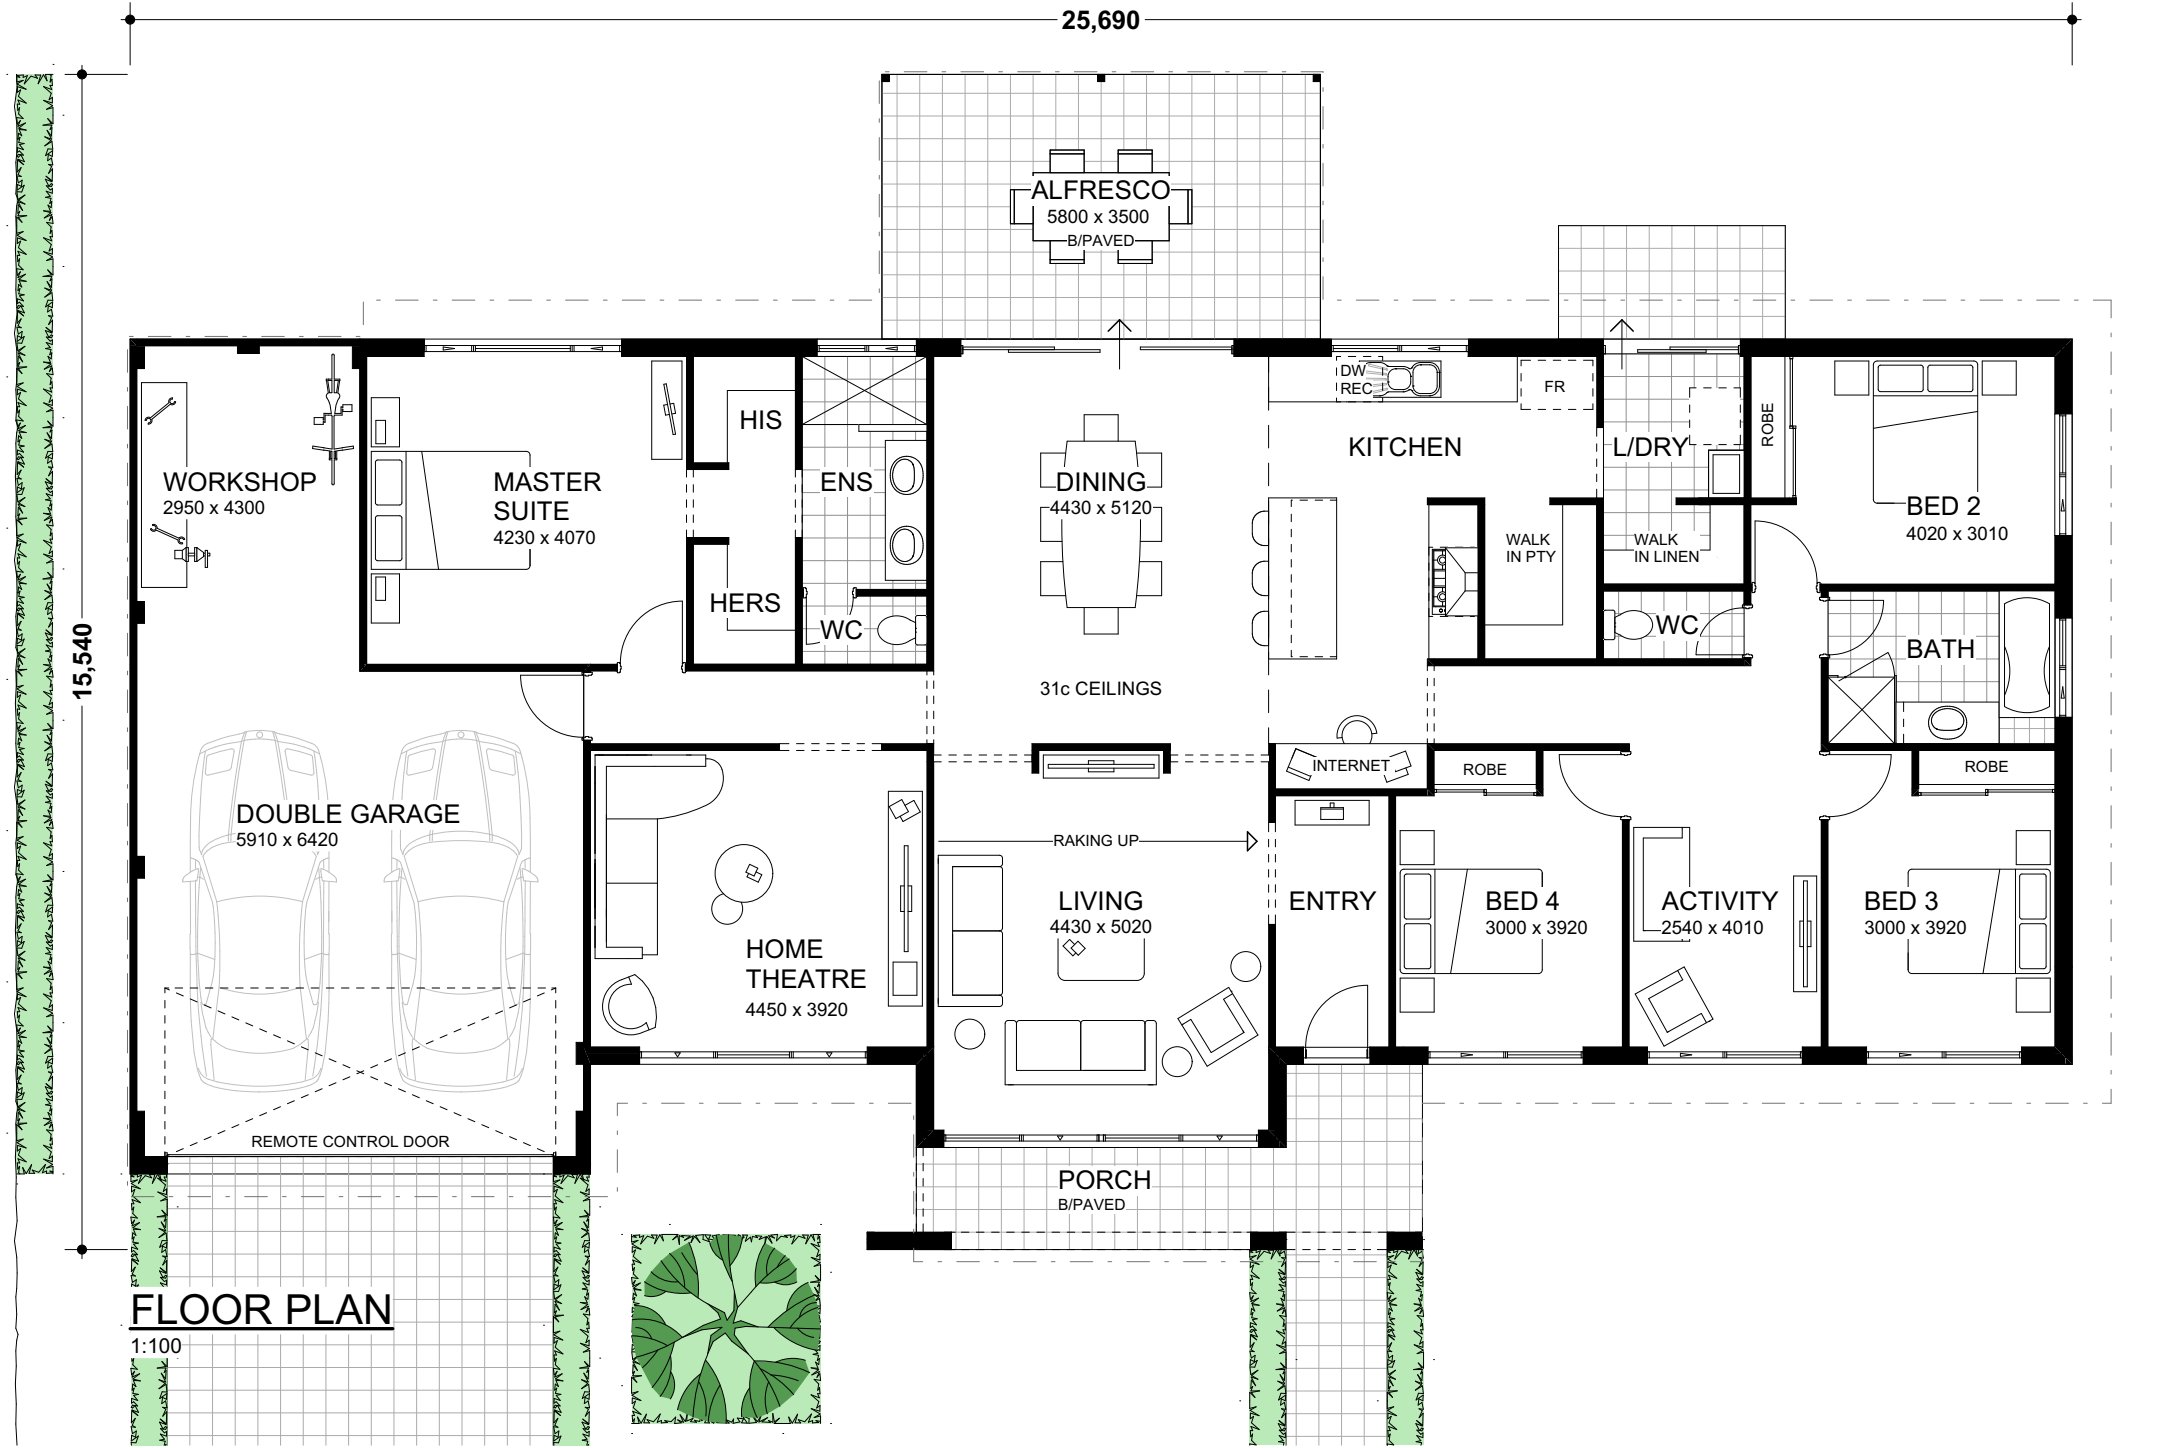 25,690
15,540
ALFRESCO
5800 x 3500
B/PAVED
WORKSHOP
2950 x 4300
MASTER
SUITE
4230 x 4070
HIS
HERS
ENS
WC
DINING
4430 x 5120
31c CEILINGS
DW
REC
FR
KITCHEN
WALK
IN PTY
L/DRY
WALK
IN LINEN
WC
ROBE
BED 2
4020 x 3010
BATH
DOUBLE GARAGE
5910 x 6420
REMOTE CONTROL DOOR
HOME
THEATRE
4450 x 3920
RAKING UP
LIVING
4430 x 5020
INTERNET
ENTRY
ROBE
BED 4
3000 x 3920
ACTIVITY
2540 x 4010
ROBE
BED 3
3000 x 3920
PORCH
B/PAVED
FLOOR PLAN
1:100